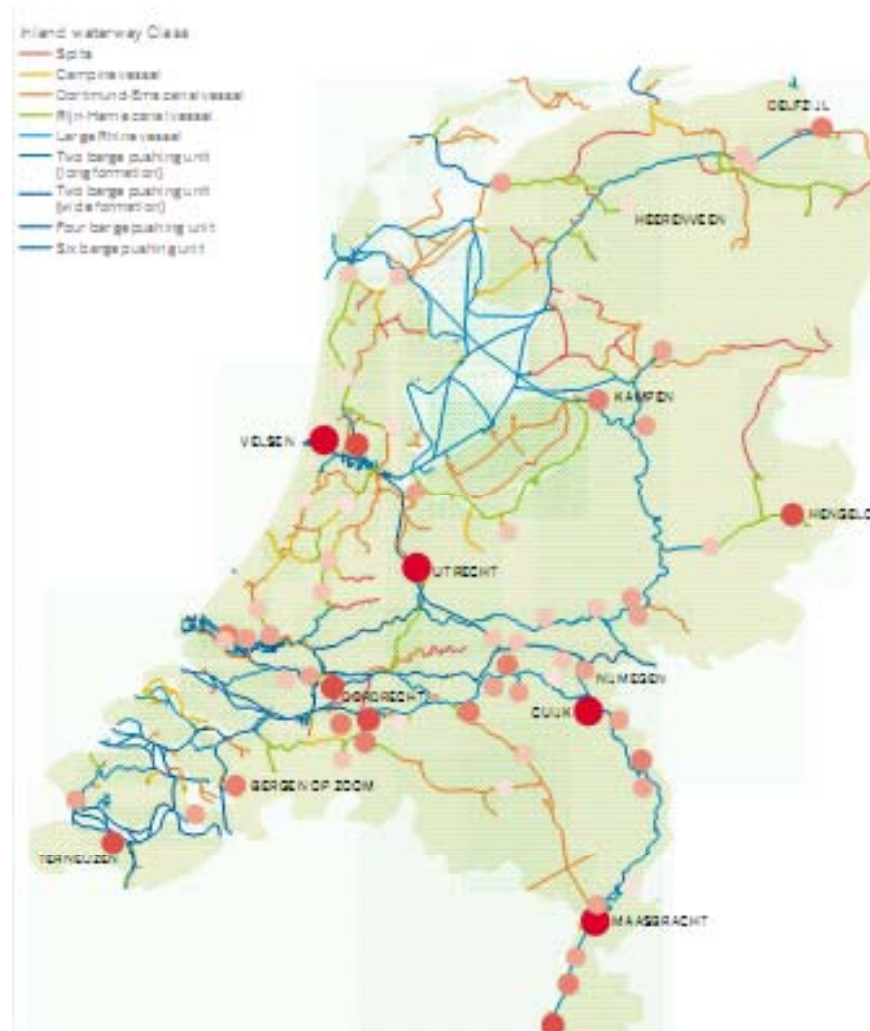 Inland waterway Class
Spits
Campine vessel
Dortmund-Ems canal vessel
Rijn-Herne canal vessel
Large Rhine vessel
Two barge pushing unit
(long formation)
Two barge pushing unit
(wide formation)
Four barge pushing unit
Six barge pushing unit
DELFZIJL
HEERENVEEN
KAMPEN
VELSEN
HENGELO
UTRECHT
NIJMEGEN
DORDRECHT
CUIJK
BERGEN OP ZOOM
TERNEUZEN
MAASBRACHT